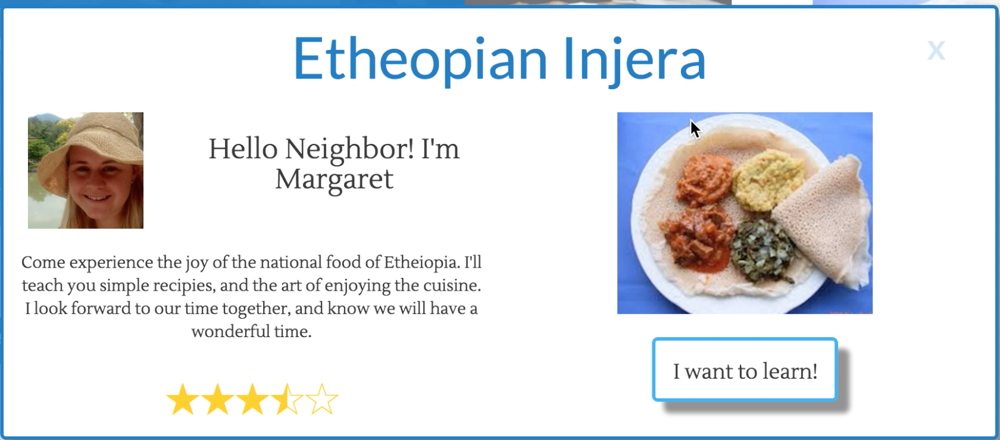 Etheopian Injera
X
Hello Neighbor! I'm
Margaret
Come experience the joy of the national food of Etheiopia. I'll
teach you simple recipies, and the art of enjoying the cuisine.
I look forward to our time together, and know we will have a
wonderful time.
I want to learn!